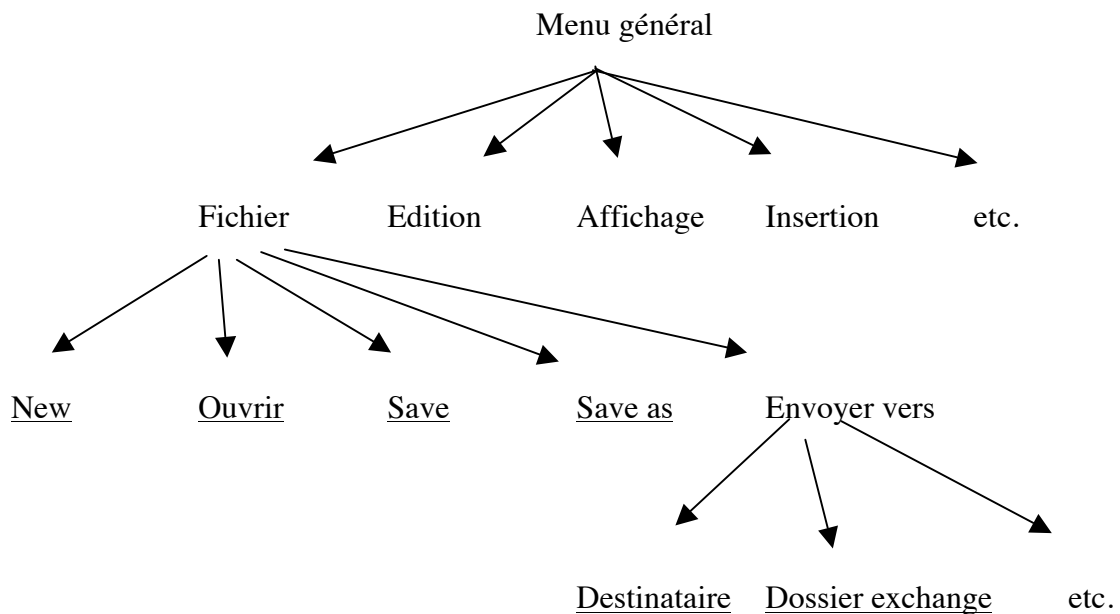 Menu général
Fichier Edition Affichage Insertion etc.
New Ouvrir Save Save as Envoyer vers
Destinataire Dossier exchange etc.